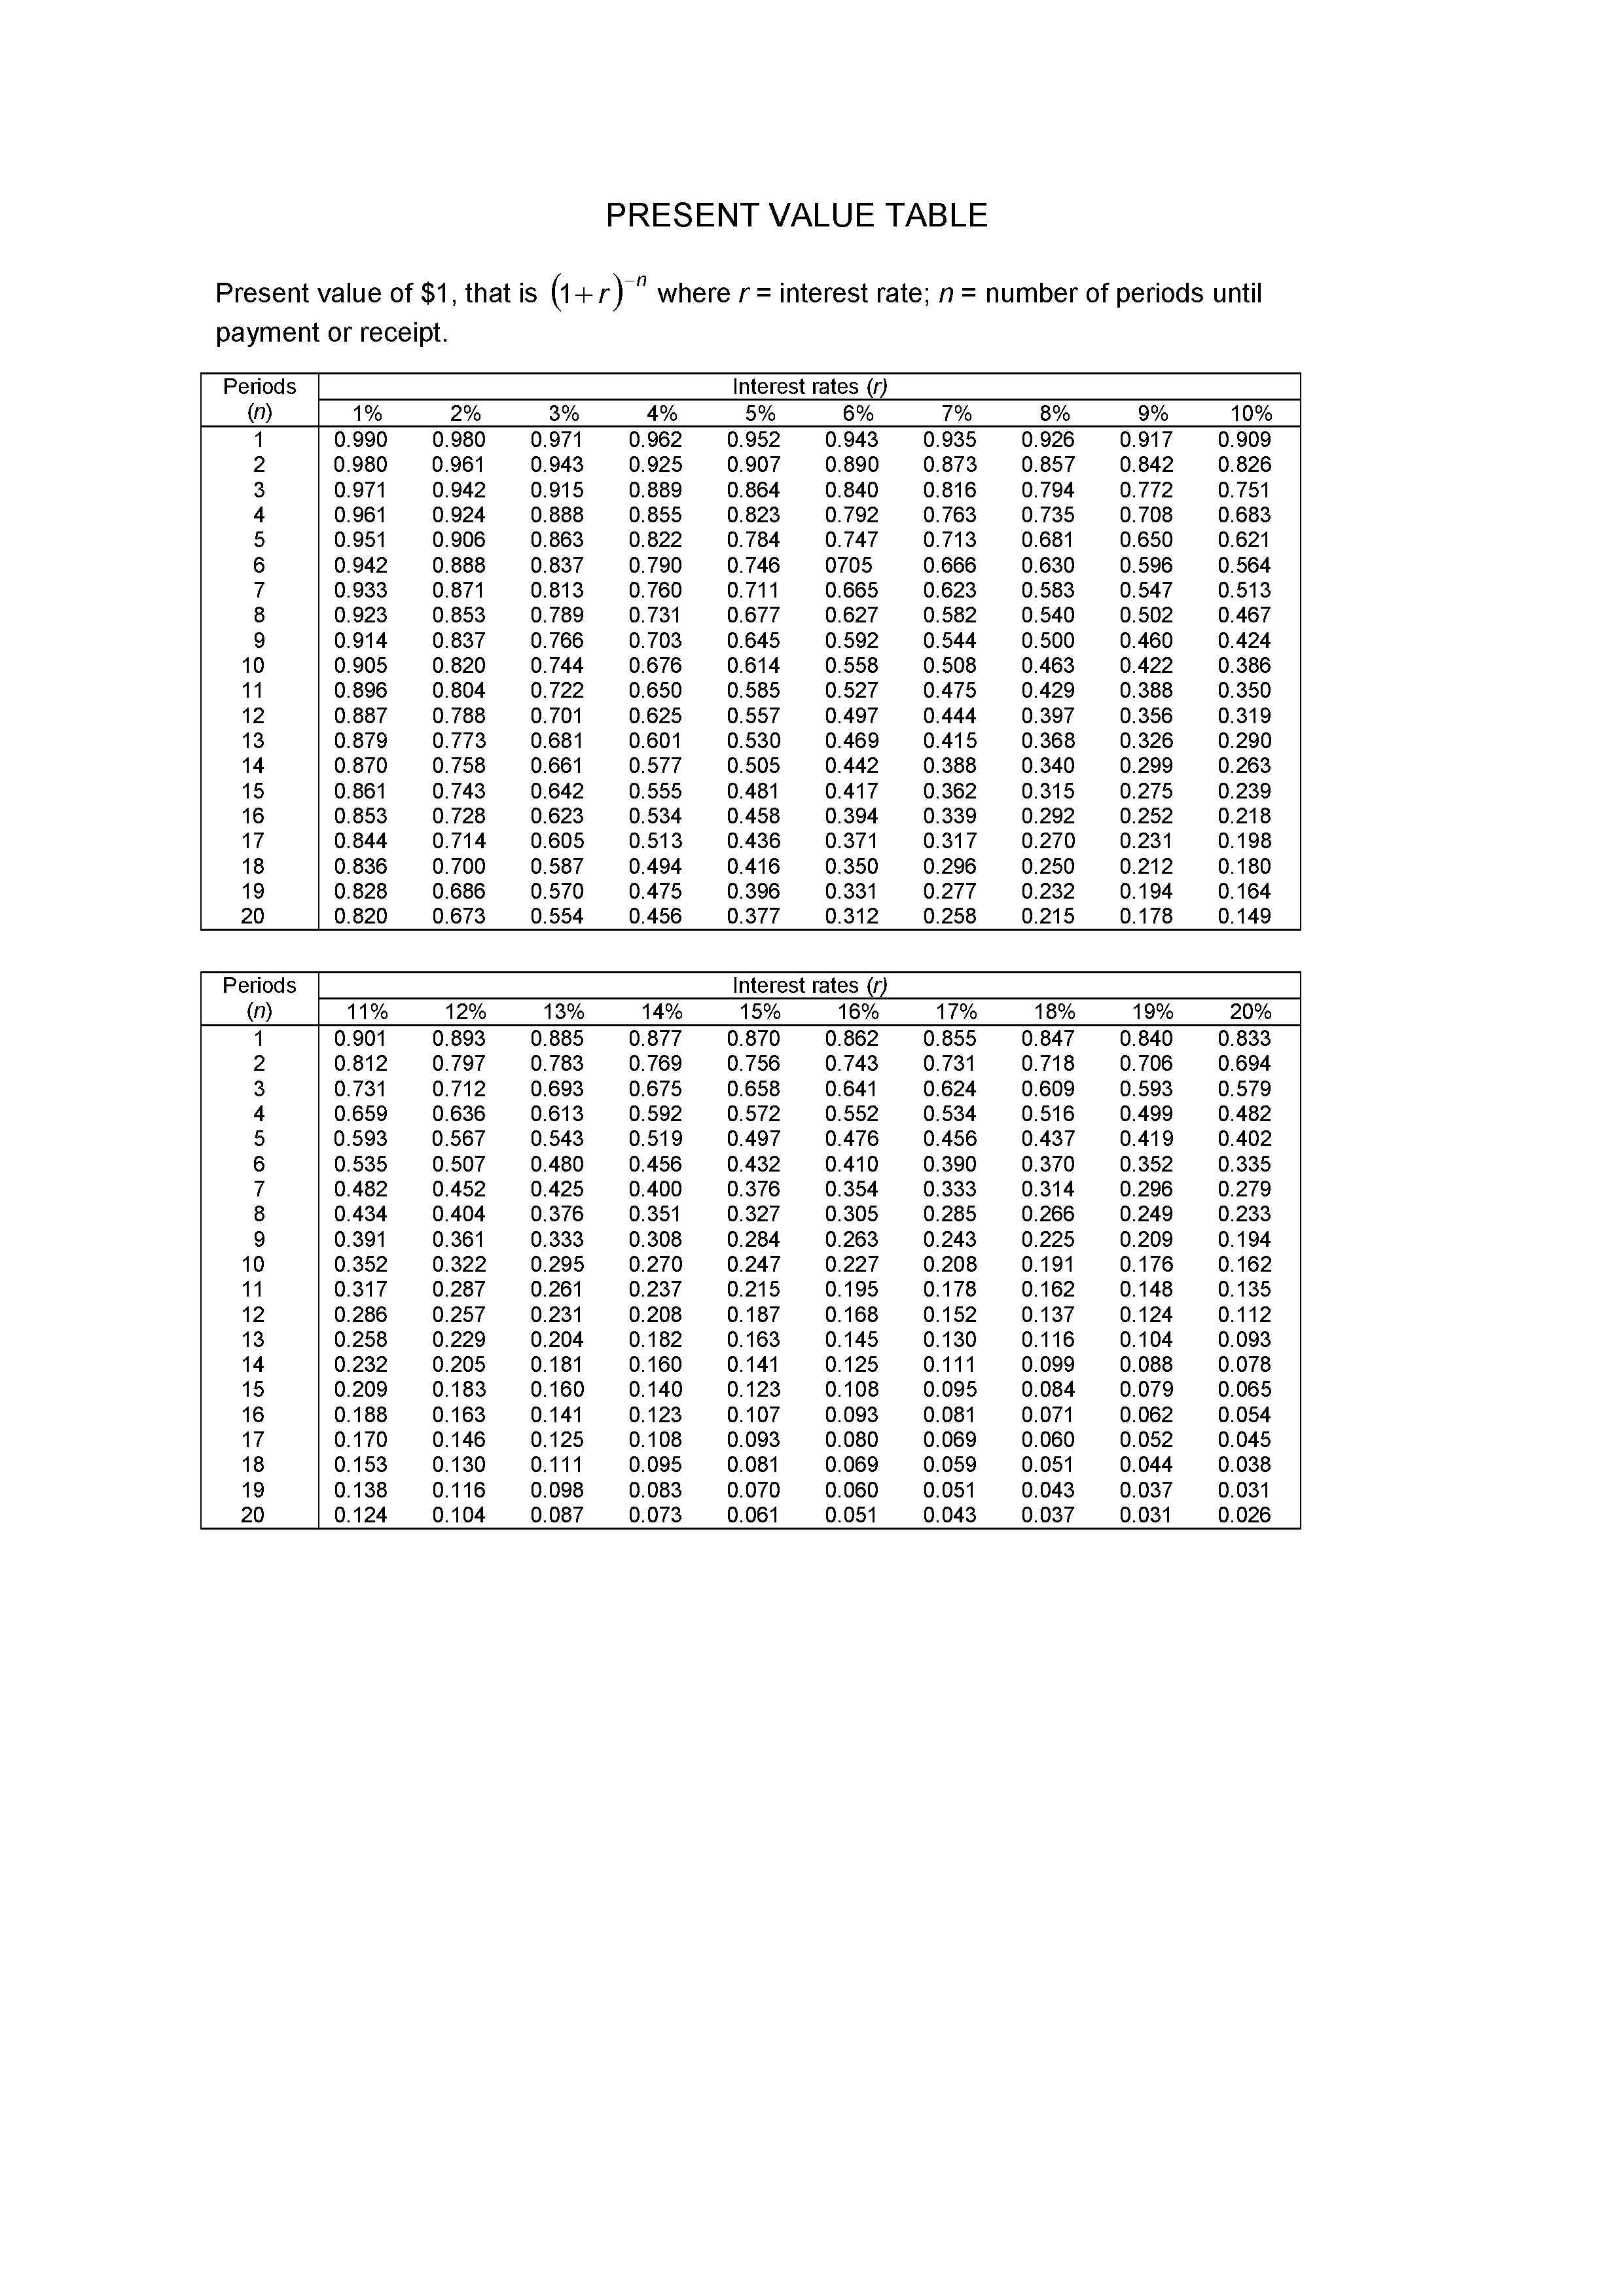 PRESENT VALUE TABLE
Present value of $1, that is (1+r)⁻ⁿ where r = interest rate; n = number of periods until
payment or receipt.
Periods Interest rates (r)
(n) 1% 2% 3% 4% 5% 6% 7% 8% 9% 10%
1 0.990 0.980 0.971 0.962 0.952 0.943 0.935 0.926 0.917 0.909
2 0.980 0.961 0.943 0.925 0.907 0.890 0.873 0.857 0.842 0.826
3 0.971 0.942 0.915 0.889 0.864 0.840 0.816 0.794 0.772 0.751
4 0.961 0.924 0.888 0.855 0.823 0.792 0.763 0.735 0.708 0.683
5 0.951 0.906 0.863 0.822 0.784 0.747 0.713 0.681 0.650 0.621
6 0.942 0.888 0.837 0.790 0.746 0705 0.666 0.630 0.596 0.564
7 0.933 0.871 0.813 0.760 0.711 0.665 0.623 0.583 0.547 0.513
8 0.923 0.853 0.789 0.731 0.677 0.627 0.582 0.540 0.502 0.467
9 0.914 0.837 0.766 0.703 0.645 0.592 0.544 0.500 0.460 0.424
10 0.905 0.820 0.744 0.676 0.614 0.558 0.508 0.463 0.422 0.386
11 0.896 0.804 0.722 0.650 0.585 0.527 0.475 0.429 0.388 0.350
12 0.887 0.788 0.701 0.625 0.557 0.497 0.444 0.397 0.356 0.319
13 0.879 0.773 0.681 0.601 0.530 0.469 0.415 0.368 0.326 0.290
14 0.870 0.758 0.661 0.577 0.505 0.442 0.388 0.340 0.299 0.263
15 0.861 0.743 0.642 0.555 0.481 0.417 0.362 0.315 0.275 0.239
16 0.853 0.728 0.623 0.534 0.458 0.394 0.339 0.292 0.252 0.218
17 0.844 0.714 0.605 0.513 0.436 0.371 0.317 0.270 0.231 0.198
18 0.836 0.700 0.587 0.494 0.416 0.350 0.296 0.250 0.212 0.180
19 0.828 0.686 0.570 0.475 0.396 0.331 0.277 0.232 0.194 0.164
20 0.820 0.673 0.554 0.456 0.377 0.312 0.258 0.215 0.178 0.149
Periods Interest rates (r)
(n) 11% 12% 13% 14% 15% 16% 17% 18% 19% 20%
1 0.901 0.893 0.885 0.877 0.870 0.862 0.855 0.847 0.840 0.833
2 0.812 0.797 0.783 0.769 0.756 0.743 0.731 0.718 0.706 0.694
3 0.731 0.712 0.693 0.675 0.658 0.641 0.624 0.609 0.593 0.579
4 0.659 0.636 0.613 0.592 0.572 0.552 0.534 0.516 0.499 0.482
5 0.593 0.567 0.543 0.519 0.497 0.476 0.456 0.437 0.419 0.402
6 0.535 0.507 0.480 0.456 0.432 0.410 0.390 0.370 0.352 0.335
7 0.482 0.452 0.425 0.400 0.376 0.354 0.333 0.314 0.296 0.279
8 0.434 0.404 0.376 0.351 0.327 0.305 0.285 0.266 0.249 0.233
9 0.391 0.361 0.333 0.308 0.284 0.263 0.243 0.225 0.209 0.194
10 0.352 0.322 0.295 0.270 0.247 0.227 0.208 0.191 0.176 0.162
11 0.317 0.287 0.261 0.237 0.215 0.195 0.178 0.162 0.148 0.135
12 0.286 0.257 0.231 0.208 0.187 0.168 0.152 0.137 0.124 0.112
13 0.258 0.229 0.204 0.182 0.163 0.145 0.130 0.116 0.104 0.093
14 0.232 0.205 0.181 0.160 0.141 0.125 0.111 0.099 0.088 0.078
15 0.209 0.183 0.160 0.140 0.123 0.108 0.095 0.084 0.079 0.065
16 0.188 0.163 0.141 0.123 0.107 0.093 0.081 0.071 0.062 0.054
17 0.170 0.146 0.125 0.108 0.093 0.080 0.069 0.060 0.052 0.045
18 0.153 0.130 0.111 0.095 0.081 0.069 0.059 0.051 0.044 0.038
19 0.138 0.116 0.098 0.083 0.070 0.060 0.051 0.043 0.037 0.031
20 0.124 0.104 0.087 0.073 0.061 0.051 0.043 0.037 0.031 0.026